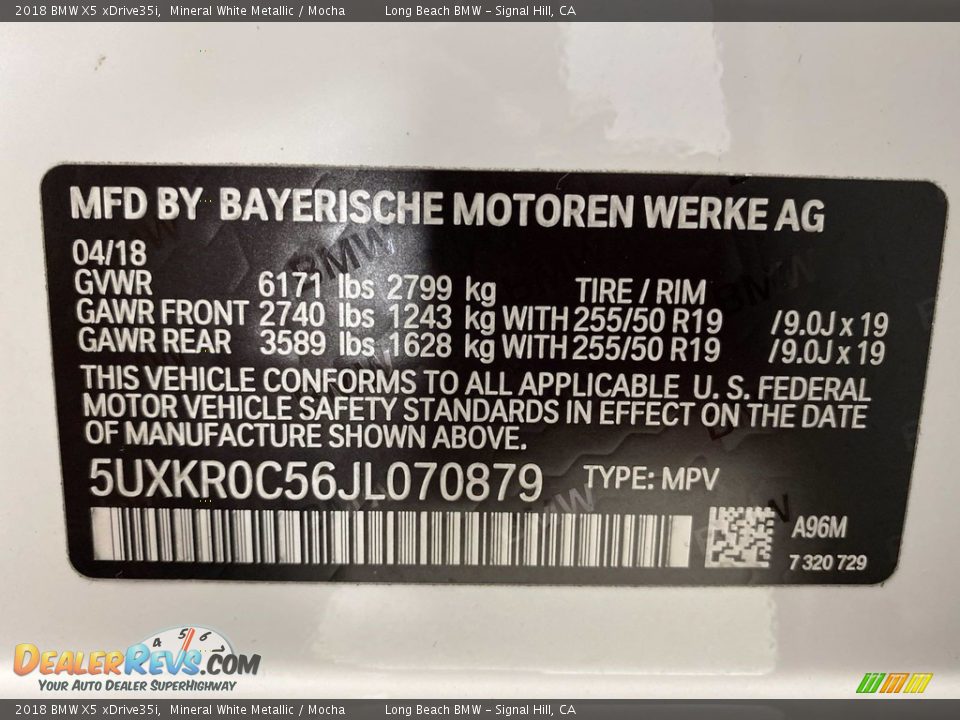 2018 BMW X5 xDrive35i, Mineral White Metallic / Mocha Long Beach BMW - Signal Hill, CA
MFD BY BAYERISCHE MOTOREN WERKE AG
04/18
GVWR 6171 lbs 2799 kg TIRE / RIM
GAWR FRONT 2740 lbs 1243 kg WITH 255/50 R19 /9.0J x 19
GAWR REAR 3589 lbs 1628 kg WITH 255/50 R19 /9.0J x 19
THIS VEHICLE CONFORMS TO ALL APPLICABLE U. S. FEDERAL
MOTOR VEHICLE SAFETY STANDARDS IN EFFECT ON THE DATE
OF MANUFACTURE SHOWN ABOVE.
5UXKR0C56JL070879 TYPE: MPV
A96M
7 320 729
4 5 6
DEALERREVS.COM
YOUR AUTO DEALER SUPERHIGHWAY
2018 BMW X5 xDrive35i, Mineral White Metallic / Mocha Long Beach BMW - Signal Hill, CA